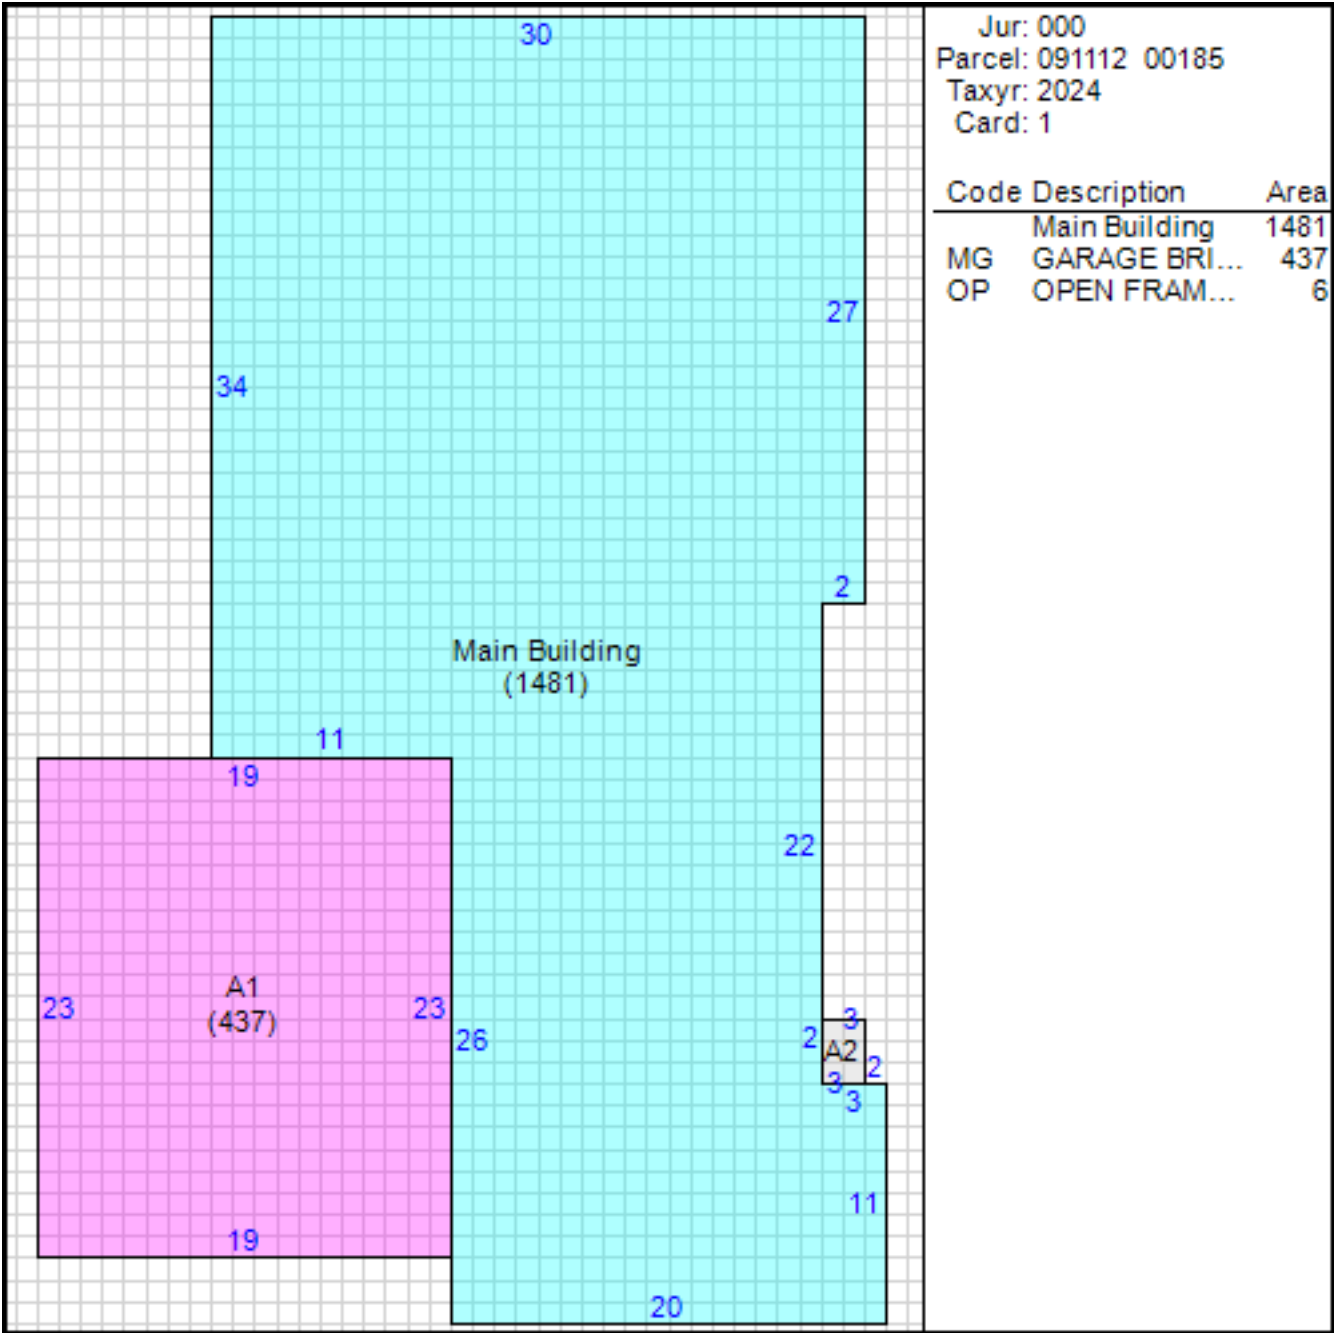 30
27
34
2
Main Building
(1481)
11
19
22
A1
(437)
23
23
26
3
2
A2
2
3
3
11
19
20
Jur: 000
Parcel: 091112 00185
Taxyr: 2024
Card: 1
Code Description Area
Main Building 1481
MG GARAGE BRI... 437
OP OPEN FRAM... 6